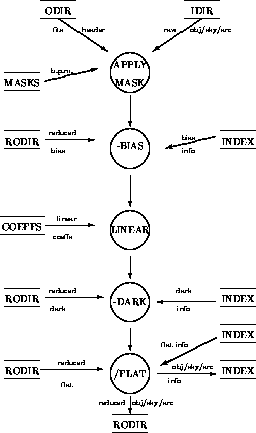 ODIR IDIR
fits header raw obj/sky/arc
MASKS b.p.m. APPLY
MASK
RODIR reduced -BIAS bias INDEX
bias info
COEFFS linear LINEAR
coeffs
RODIR reduced -DARK dark INDEX
dark info
INDEX
flat info
RODIR reduced /FLAT obj/sky/arc INDEX
flat info
reduced obj/sky/arc
RODIR